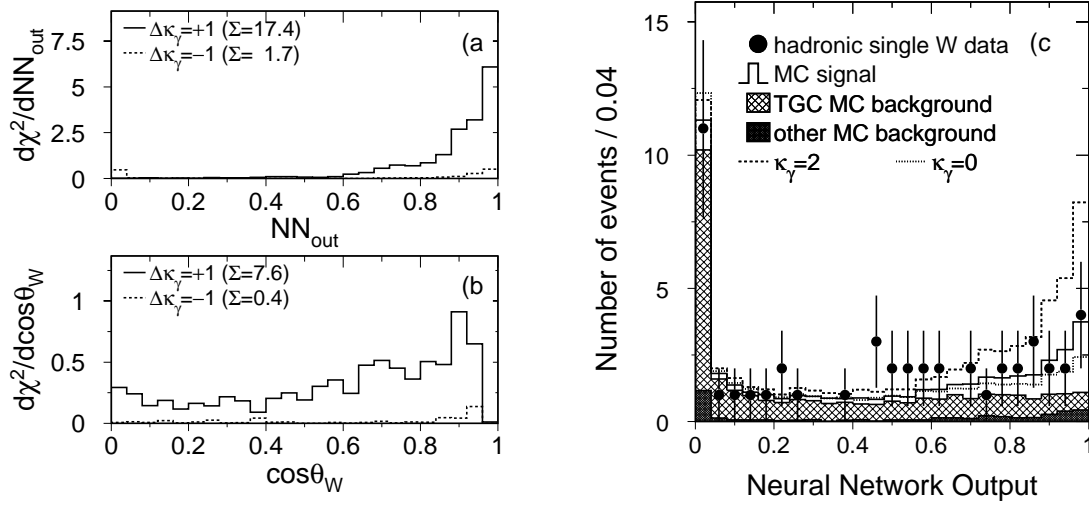 dχ²/dNN_out
7.5
5
2.5
0
Δκ_γ=+1 (Σ=17.4)
Δκ_γ=−1 (Σ= 1.7)
(a
0 0.2 0.4 0.6 0.8 1
NN_out
dχ²/dcosθ_W
1
0.5
0
Δκ_γ=+1 (Σ=7.6)
Δκ_γ=−1 (Σ=0.4)
(b
0 0.2 0.4 0.6 0.8 1
cosθ_W
Number of events / 0.04
15
10
5
0
hadronic single W data
(c
MC signal
TGC MC background
other MC background
κ_γ=2 κ_γ=0
0 0.2 0.4 0.6 0.8 1
Neural Network Output